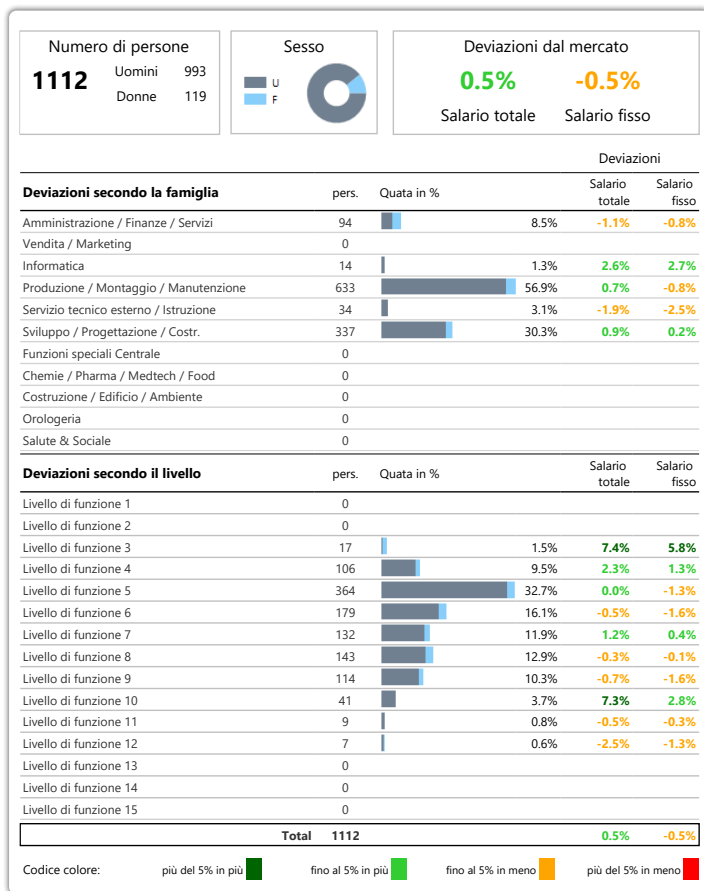 Numero di persone
1112 Uomini 993
Donne 119
Sesso
U
F
Deviazioni dal mercato
0.5% -0.5%
Salario totale Salario fisso
Deviazioni
Deviazioni secondo la famiglia pers. Quata in % Salario totale Salario fisso
Amministrazione / Finanze / Servizi 94 8.5% -1.1% -0.8%
Vendita / Marketing 0
Informatica 14 1.3% 2.6% 2.7%
Produzione / Montaggio / Manutenzione 633 56.9% 0.7% -0.8%
Servizio tecnico esterno / Istruzione 34 3.1% -1.9% -2.5%
Sviluppo / Progettazione / Costr. 337 30.3% 0.9% 0.2%
Funzioni speciali Centrale 0
Chemie / Pharma / Medtech / Food 0
Costruzione / Edificio / Ambiente 0
Orologeria 0
Salute & Sociale 0
Deviazioni secondo il livello pers. Quata in % Salario totale Salario fisso
Livello di funzione 1 0
Livello di funzione 2 0
Livello di funzione 3 17 1.5% 7.4% 5.8%
Livello di funzione 4 106 9.5% 2.3% 1.3%
Livello di funzione 5 364 32.7% 0.0% -1.3%
Livello di funzione 6 179 16.1% -0.5% -1.6%
Livello di funzione 7 132 11.9% 1.2% 0.4%
Livello di funzione 8 143 12.9% -0.3% -0.1%
Livello di funzione 9 114 10.3% -0.7% -1.6%
Livello di funzione 10 41 3.7% 7.3% 2.8%
Livello di funzione 11 9 0.8% -0.5% -0.3%
Livello di funzione 12 7 0.6% -2.5% -1.3%
Livello di funzione 13 0
Livello di funzione 14 0
Livello di funzione 15 0
Total 1112 0.5% -0.5%
Codice colore: più del 5% in più fino al 5% in più fino al 5% in meno più del 5% in meno